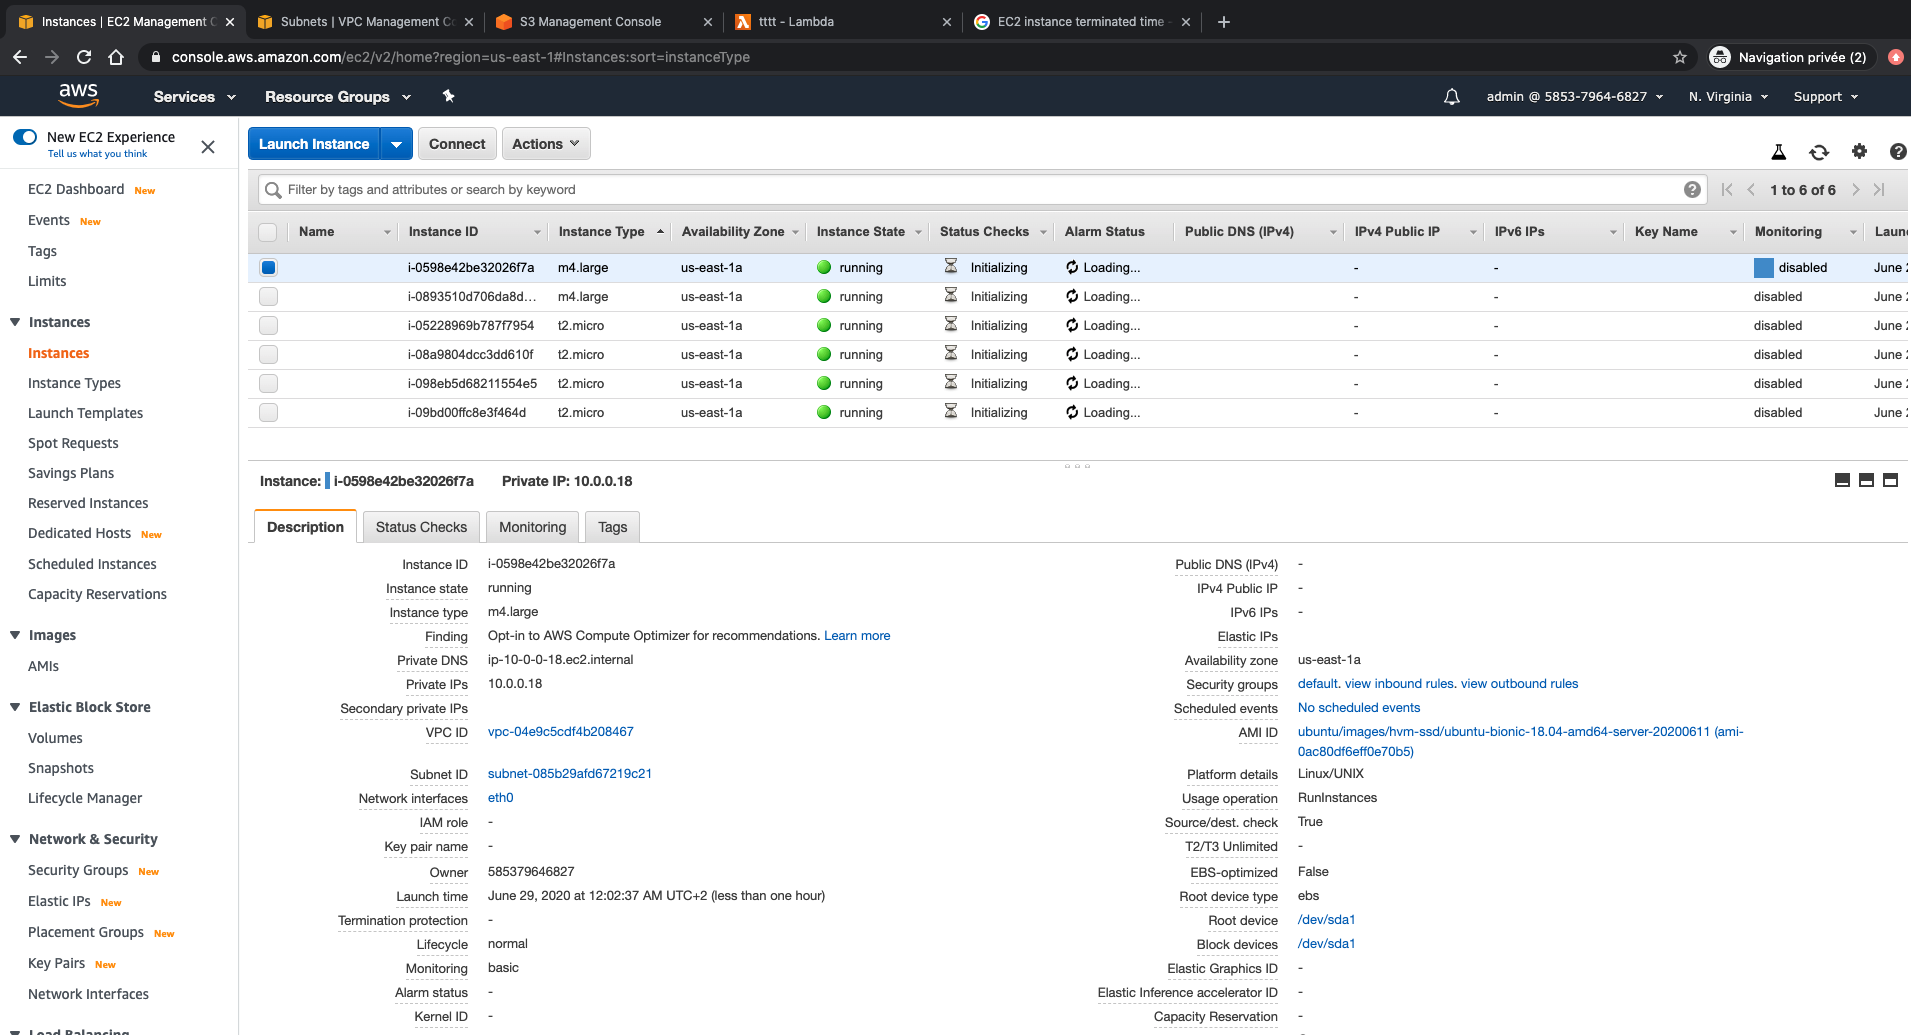 Instances | EC2 Management C
Subnets | VPC Management Co
S3 Management Console
tttt - Lambda
EC2 instance terminated time -
console.aws.amazon.com/ec2/v2/home?region=us-east-1#Instances:sort=instanceType
Navigation privée (2)
aws
Services
Resource Groups
admin @ 5853-7964-6827
N. Virginia
Support
New EC2 Experience
Tell us what you think
EC2 Dashboard New
Events New
Tags
Limits
Instances
Instances
Instance Types
Launch Templates
Spot Requests
Savings Plans
Reserved Instances
Dedicated Hosts New
Scheduled Instances
Capacity Reservations
Images
AMIs
Elastic Block Store
Volumes
Snapshots
Lifecycle Manager
Network & Security
Security Groups New
Elastic IPs New
Placement Groups New
Key Pairs New
Network Interfaces
Load Balancing
Launch Instance
Connect
Actions
Filter by tags and attributes or search by keyword
1 to 6 of 6
Name Instance ID Instance Type Availability Zone Instance State Status Checks Alarm Status Public DNS (IPv4) IPv4 Public IP IPv6 IPs Key Name Monitoring Laun
i-0598e42be32026f7a m4.large us-east-1a running Initializing Loading... - - disabled June 2
i-0893510d706da8d... m4.large us-east-1a running Initializing Loading... - - disabled June 2
i-05228969b787f7954 t2.micro us-east-1a running Initializing Loading... - - disabled June 2
i-08a9804dcc3dd610f t2.micro us-east-1a running Initializing Loading... - - disabled June 2
i-098eb5d68211554e5 t2.micro us-east-1a running Initializing Loading... - - disabled June 2
i-09bd00ffc8e3f464d t2.micro us-east-1a running Initializing Loading... - - disabled June 2
Instance: i-0598e42be32026f7a Private IP: 10.0.0.18
Description
Status Checks
Monitoring
Tags
Instance ID i-0598e42be32026f7a
Instance state running
Instance type m4.large
Finding Opt-in to AWS Compute Optimizer for recommendations. Learn more
Private DNS ip-10-0-0-18.ec2.internal
Private IPs 10.0.0.18
Secondary private IPs
VPC ID vpc-04e9c5cdf4b208467
Subnet ID subnet-085b29afd67219c21
Network interfaces eth0
IAM role -
Key pair name -
Owner 585379646827
Launch time June 29, 2020 at 12:02:37 AM UTC+2 (less than one hour)
Termination protection -
Lifecycle normal
Monitoring basic
Alarm status -
Kernel ID -
Public DNS (IPv4) -
IPv4 Public IP -
IPv6 IPs -
Elastic IPs
Availability zone us-east-1a
Security groups default. view inbound rules. view outbound rules
Scheduled events No scheduled events
AMI ID ubuntu/images/hvm-ssd/ubuntu-bionic-18.04-amd64-server-20200611 (ami-
0ac80df6eff0e70b5)
Platform details Linux/UNIX
Usage operation RunInstances
Source/dest. check True
T2/T3 Unlimited -
EBS-optimized False
Root device type ebs
Root device /dev/sda1
Block devices /dev/sda1
Elastic Graphics ID -
Elastic Inference accelerator ID -
Capacity Reservation -